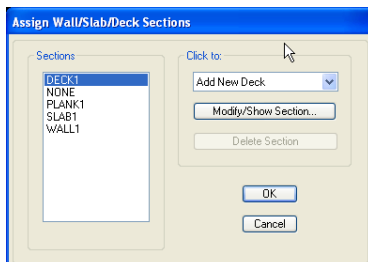 Assign Wall/Slab/Deck Sections
Sections
DECK1
NONE
PLANK1
SLAB1
WALL1
Click to:
Add New Deck
Modify/Show Section...
Delete Section
OK
Cancel